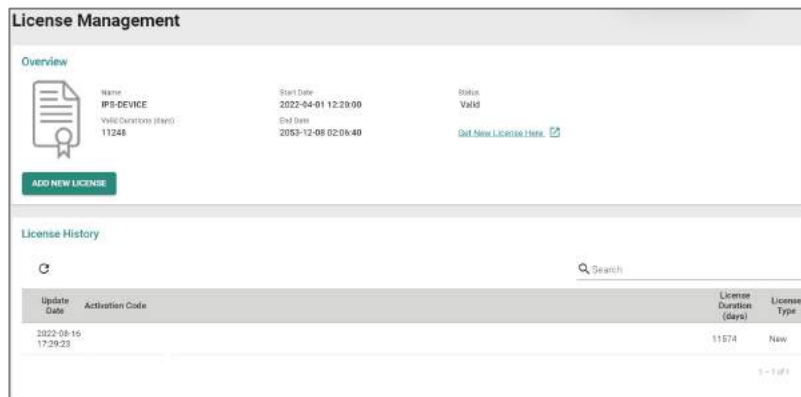 License Management
Overview
Name
IPS-DEVICE
Valid Durations (days)
11248
Start Date
2022-04-01 12:20:00
End Date
2053-12-08 02:06:40
Status
Valid
Get New License Here
ADD NEW LICENSE
License History
Search
Update Date
Activation Code
License Duration (days)
License Type
2022-08-16 17:29:23
11574
New
1 – 1 of 1